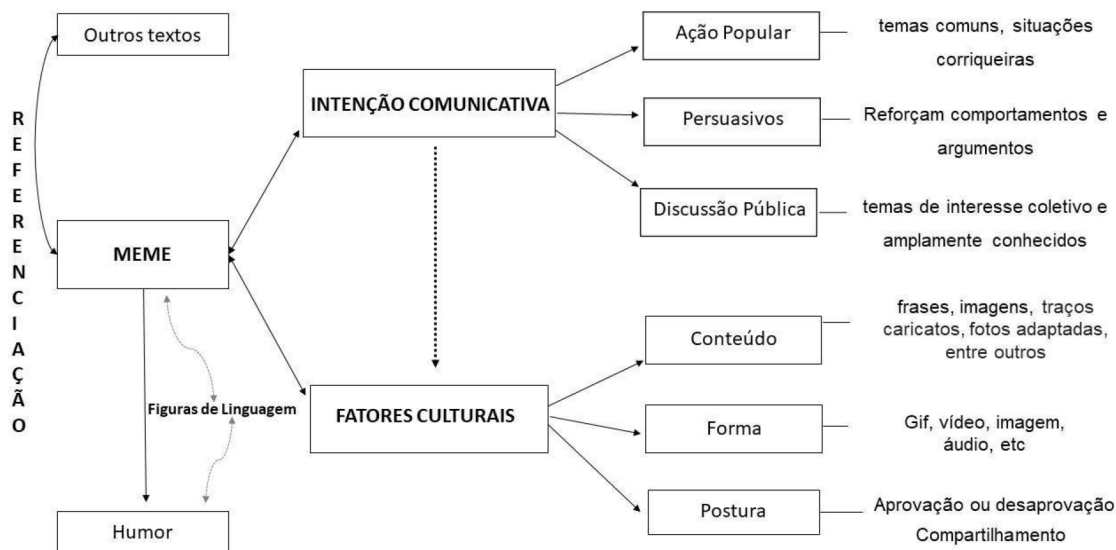 REFERENCIAÇÃO
Outros textos
MEME
Figuras de Linguagem
Humor
INTENÇÃO COMUNICATIVA
Ação Popular
temas comuns, situações
corriqueiras
Persuasivos
Reforçam comportamentos e
argumentos
Discussão Pública
temas de interesse coletivo e
amplamente conhecidos
FATORES CULTURAIS
Conteúdo
frases, imagens, traços
caricatos, fotos adaptadas,
entre outros
Forma
Gif, vídeo, imagem,
áudio, etc
Postura
Aprovação ou desaprovação
Compartilhamento